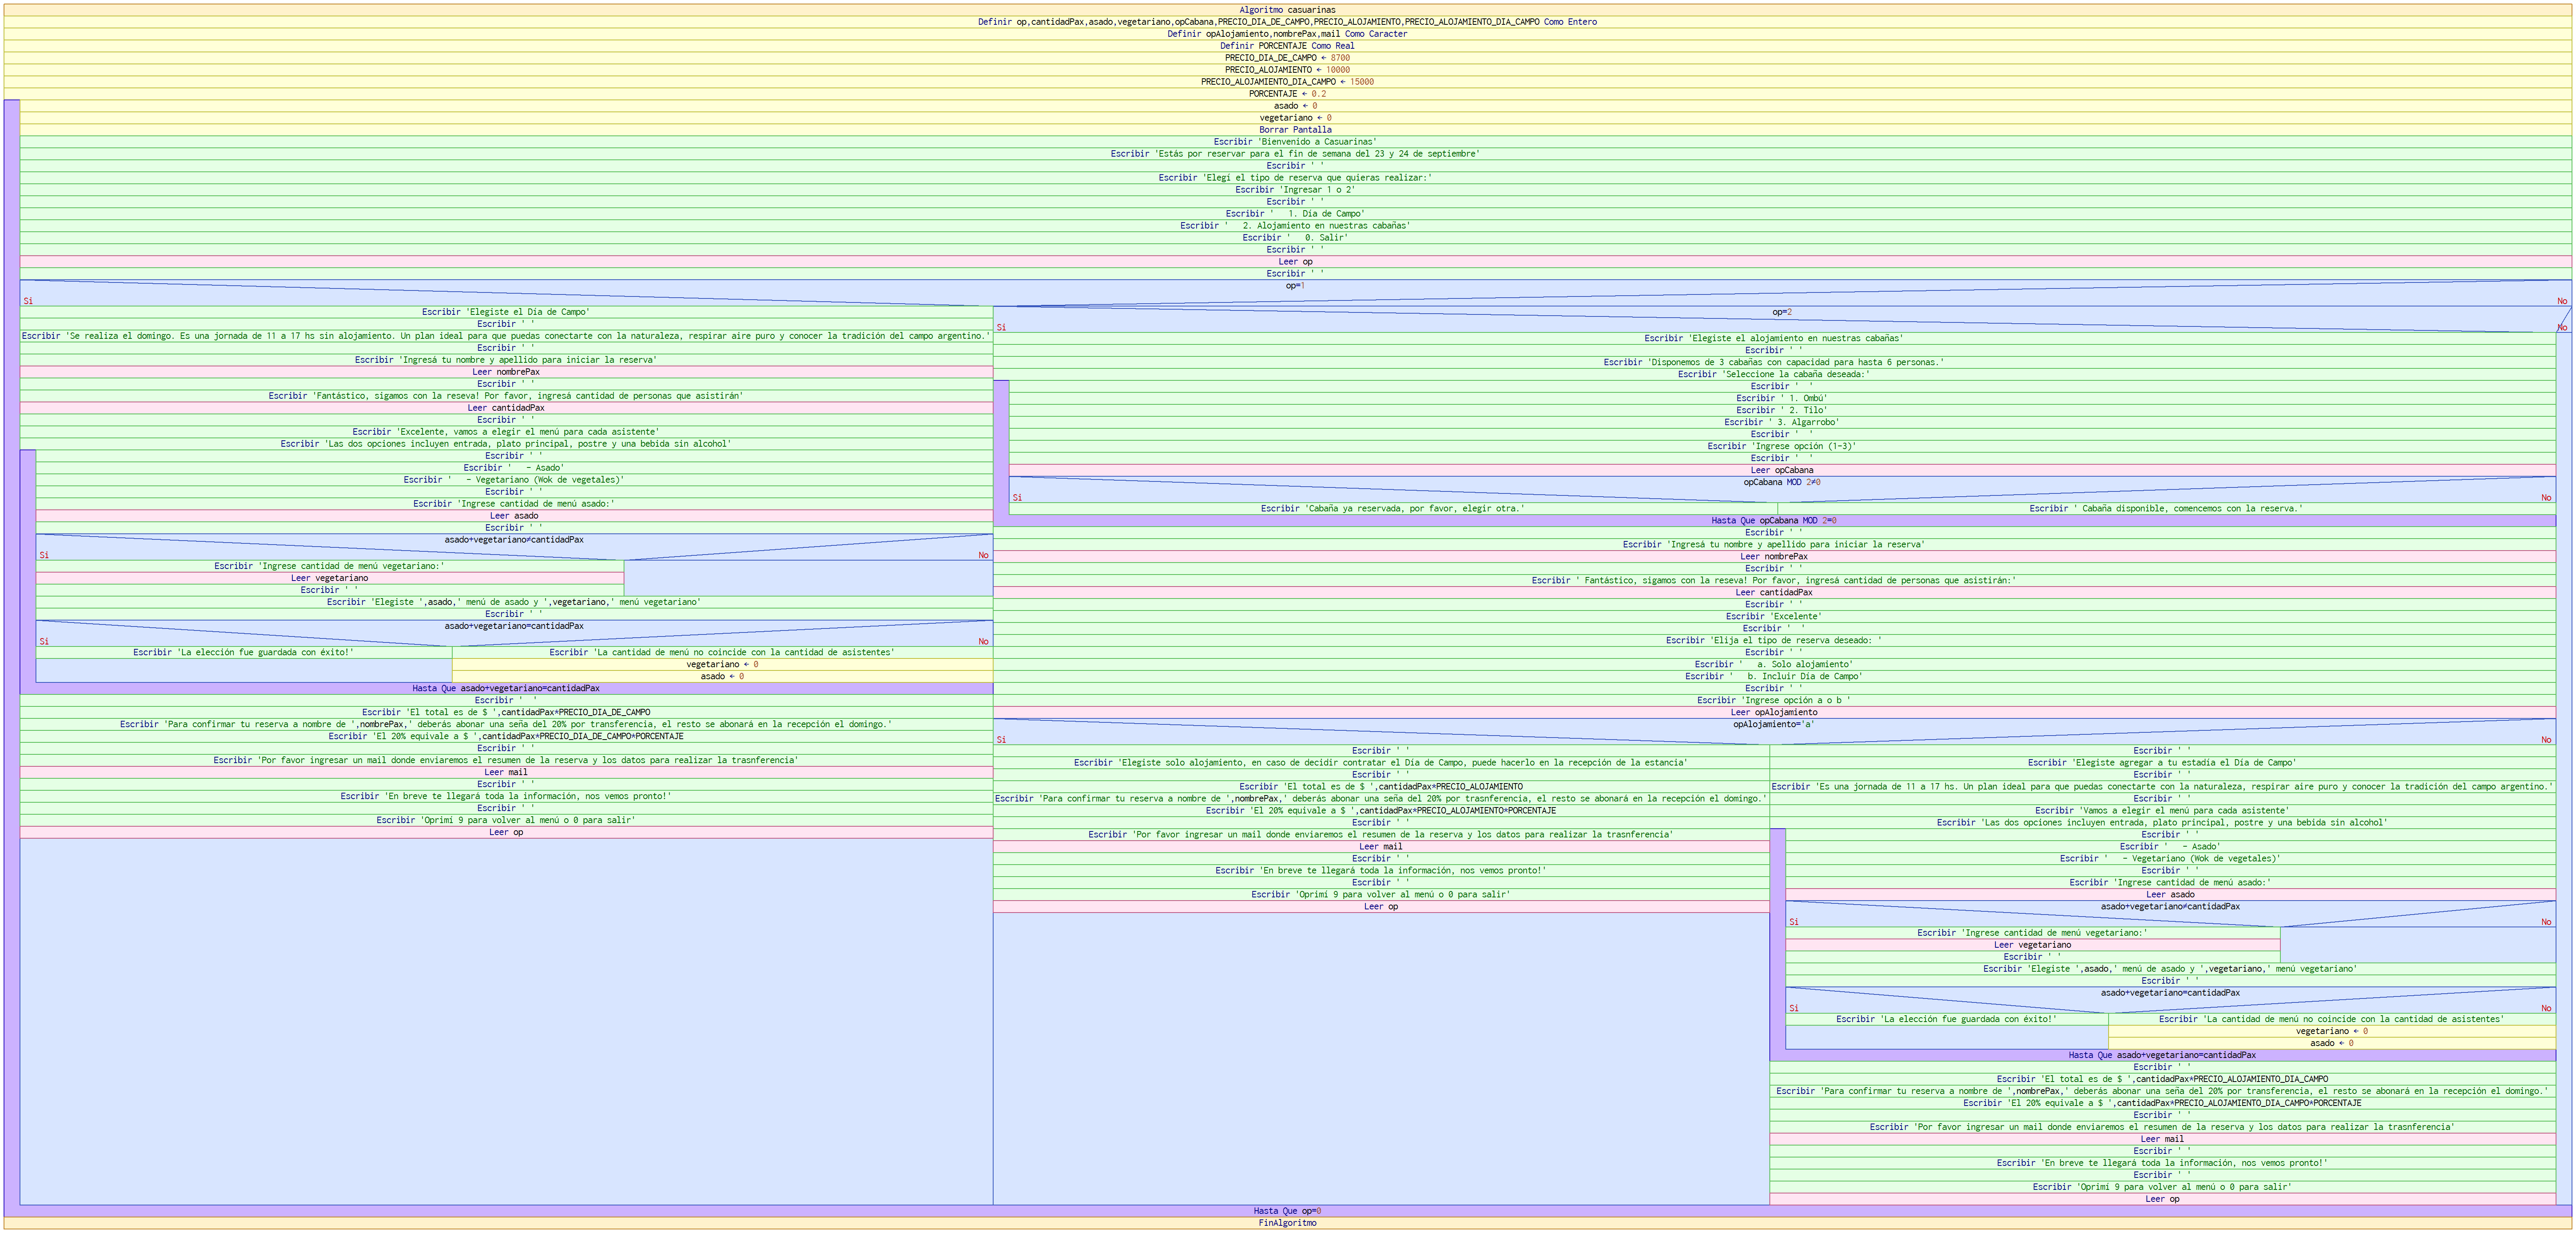 Algoritmo casuarinas
Definir op,cantidadPax,asado,vegetariano,opCabana,PRECIO_DIA_DE_CAMPO,PRECIO_ALOJAMIENTO,PRECIO_ALOJAMIENTO_DIA_CAMPO Como Entero
Definir opAlojamiento,nombrePax,mail Como Caracter
Definir PORCENTAJE Como Real
PRECIO_DIA_DE_CAMPO ← 8700
PRECIO_ALOJAMIENTO ← 10000
PRECIO_ALOJAMIENTO_DIA_CAMPO ← 15000
PORCENTAJE ← 0.2
asado ← 0
vegetariano ← 0
Borrar Pantalla
Escribir 'Bienvenido a Casuarinas'
Escribir 'Estás por reservar para el fin de semana del 23 y 24 de septiembre'
Escribir ' '
Escribir 'Elegí el tipo de reserva que quieras realizar:'
Escribir 'Ingresar 1 o 2'
Escribir ' '
Escribir '   1. Día de Campo'
Escribir '   2. Alojamiento en nuestras cabañas'
Escribir '   0. Salir'
Escribir ' '
Leer op
Escribir ' '
op=1
Si
No
Escribir 'Elegiste el Día de Campo'
Escribir ' '
Escribir 'Se realiza el domingo. Es una jornada de 11 a 17 hs sin alojamiento. Un plan ideal para que puedas conectarte con la naturaleza, respirar aire puro y conocer la tradición del campo argentino.'
Escribir ' '
Escribir 'Ingresá tu nombre y apellido para iniciar la reserva'
Leer nombrePax
Escribir ' '
Escribir 'Fantástico, sigamos con la reseva! Por favor, ingresá cantidad de personas que asistirán'
Leer cantidadPax
Escribir ' '
Escribir 'Excelente, vamos a elegir el menú para cada asistente'
Escribir 'Las dos opciones incluyen entrada, plato principal, postre y una bebida sin alcohol'
Escribir ' '
Escribir '   - Asado'
Escribir '   - Vegetariano (Wok de vegetales)'
Escribir ' '
Escribir 'Ingrese cantidad de menú asado:'
Leer asado
Escribir ' '
asado+vegetariano≠cantidadPax
Si
No
Escribir 'Ingrese cantidad de menú vegetariano:'
Leer vegetariano
Escribir ' '
Escribir 'Elegiste ',asado,' menú de asado y ',vegetariano,' menú vegetariano'
Escribir ' '
asado+vegetariano=cantidadPax
Si
No
Escribir 'La elección fue guardada con éxito!'
Escribir 'La cantidad de menú no coincide con la cantidad de asistentes'
vegetariano ← 0
asado ← 0
Hasta Que asado+vegetariano=cantidadPax
Escribir '  '
Escribir 'El total es de $ ',cantidadPax*PRECIO_DIA_DE_CAMPO
Escribir 'Para confirmar tu reserva a nombre de ',nombrePax,' deberás abonar una seña del 20% por transferencia, el resto se abonará en la recepción el domingo.'
Escribir 'El 20% equivale a $ ',cantidadPax*PRECIO_DIA_DE_CAMPO*PORCENTAJE
Escribir ' '
Escribir 'Por favor ingresar un mail donde enviaremos el resumen de la reserva y los datos para realizar la trasnferencia'
Leer mail
Escribir ' '
Escribir 'En breve te llegará toda la información, nos vemos pronto!'
Escribir ' '
Escribir 'Oprimí 9 para volver al menú o 0 para salir'
Leer op
op=2
Si
No
Escribir 'Elegiste el alojamiento en nuestras cabañas'
Escribir ' '
Escribir 'Disponemos de 3 cabañas con capacidad para hasta 6 personas.'
Escribir 'Seleccione la cabaña deseada:'
Escribir '  '
Escribir ' 1. Ombú'
Escribir ' 2. Tilo'
Escribir ' 3. Algarrobo'
Escribir '  '
Escribir 'Ingrese opción (1-3)'
Escribir '  '
Leer opCabana
opCabana MOD 2≠0
Si
No
Escribir 'Cabaña ya reservada, por favor, elegir otra.'
Escribir ' Cabaña disponible, comencemos con la reserva.'
Hasta Que opCabana MOD 2=0
Escribir ' '
Escribir 'Ingresá tu nombre y apellido para iniciar la reserva'
Leer nombrePax
Escribir ' '
Escribir ' Fantástico, sigamos con la reseva! Por favor, ingresá cantidad de personas que asistirán:'
Leer cantidadPax
Escribir ' '
Escribir 'Excelente'
Escribir '  '
Escribir 'Elija el tipo de reserva deseado: '
Escribir ' '
Escribir '   a. Solo alojamiento'
Escribir '   b. Incluir Día de Campo'
Escribir ' '
Escribir 'Ingrese opción a o b '
Leer opAlojamiento
opAlojamiento='a'
Si
No
Escribir ' '
Escribir 'Elegiste solo alojamiento, en caso de decidir contratar el Día de Campo, puede hacerlo en la recepción de la estancia'
Escribir ' '
Escribir 'El total es de $ ',cantidadPax*PRECIO_ALOJAMIENTO
Escribir 'Para confirmar tu reserva a nombre de ',nombrePax,' deberás abonar una seña del 20% por trasnferencia, el resto se abonará en la recepción el domingo.'
Escribir 'El 20% equivale a $ ',cantidadPax*PRECIO_ALOJAMIENTO*PORCENTAJE
Escribir ' '
Escribir 'Por favor ingresar un mail donde enviaremos el resumen de la reserva y los datos para realizar la trasnferencia'
Leer mail
Escribir ' '
Escribir 'En breve te llegará toda la información, nos vemos pronto!'
Escribir ' '
Escribir 'Oprimí 9 para volver al menú o 0 para salir'
Leer op
Escribir ' '
Escribir 'Elegiste agregar a tu estadía el Día de Campo'
Escribir ' '
Escribir 'Es una jornada de 11 a 17 hs. Un plan ideal para que puedas conectarte con la naturaleza, respirar aire puro y conocer la tradición del campo argentino.'
Escribir ' '
Escribir 'Vamos a elegir el menú para cada asistente'
Escribir 'Las dos opciones incluyen entrada, plato principal, postre y una bebida sin alcohol'
Escribir ' '
Escribir '   - Asado'
Escribir '   - Vegetariano (Wok de vegetales)'
Escribir ' '
Escribir 'Ingrese cantidad de menú asado:'
Leer asado
asado+vegetariano≠cantidadPax
Si
No
Escribir 'Ingrese cantidad de menú vegetariano:'
Leer vegetariano
Escribir ' '
Escribir 'Elegiste ',asado,' menú de asado y ',vegetariano,' menú vegetariano'
Escribir ' '
asado+vegetariano=cantidadPax
Si
No
Escribir 'La elección fue guardada con éxito!'
Escribir 'La cantidad de menú no coincide con la cantidad de asistentes'
vegetariano ← 0
asado ← 0
Hasta Que asado+vegetariano=cantidadPax
Escribir ' '
Escribir 'El total es de $ ',cantidadPax*PRECIO_ALOJAMIENTO_DIA_CAMPO
Escribir 'Para confirmar tu reserva a nombre de ',nombrePax,' deberás abonar una seña del 20% por transferencia, el resto se abonará en la recepción el domingo.'
Escribir 'El 20% equivale a $ ',cantidadPax*PRECIO_ALOJAMIENTO_DIA_CAMPO*PORCENTAJE
Escribir ' '
Escribir 'Por favor ingresar un mail donde enviaremos el resumen de la reserva y los datos para realizar la trasnferencia'
Leer mail
Escribir ' '
Escribir 'En breve te llegará toda la información, nos vemos pronto!'
Escribir ' '
Escribir 'Oprimí 9 para volver al menú o 0 para salir'
Leer op
Hasta Que op=0
FinAlgoritmo